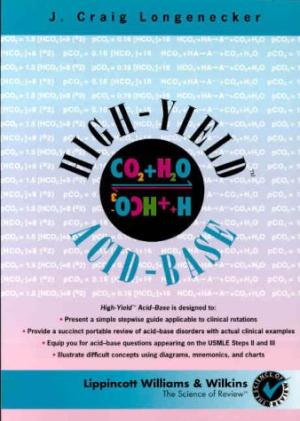 J. Craig Longenecker
HIGH-YIELD™
CO₂+H₂O
H⁺+HCO
ACID-BASE
High-Yield™ Acid-Base is designed to:
• Present a simple stepwise guide applicable to clinical rotations
• Provide a succinct portable review of acid-base disorders with actual clinical examples
• Equip you for acid-base questions appearing on the USMLE Steps II and III
• Illustrate difficult concepts using diagrams, mnemonics, and charts
Lippincott Williams & Wilkins
The Science of Review™